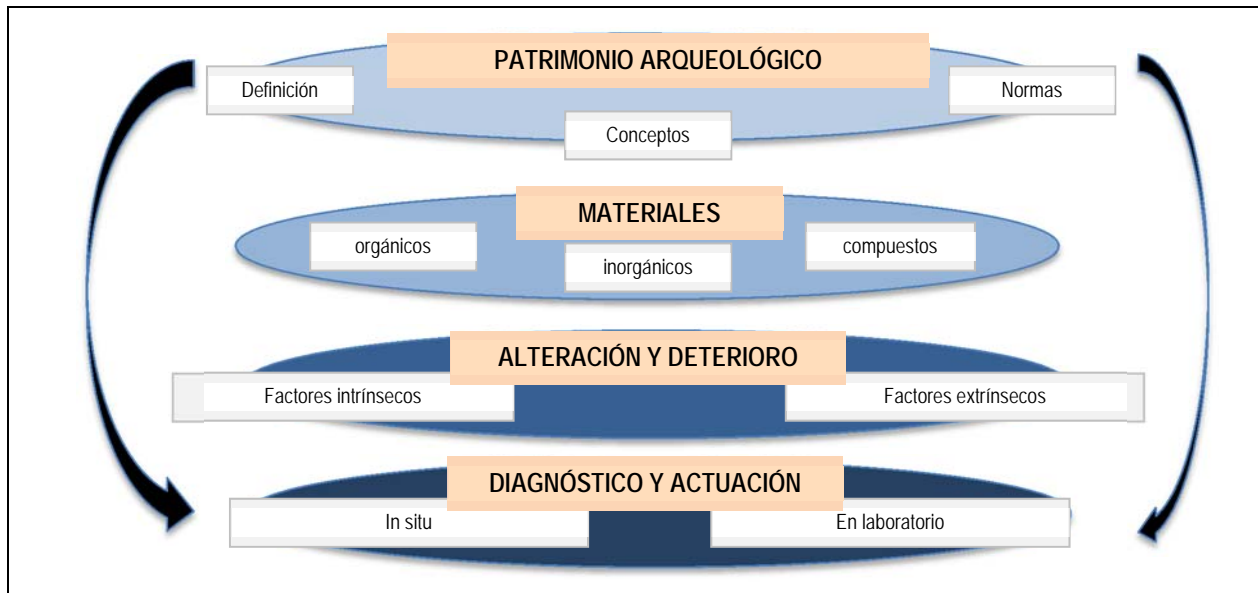 PATRIMONIO ARQUEOLÓGICO
Definición
Normas
Conceptos
MATERIALES
orgánicos
inorgánicos
compuestos
ALTERACIÓN Y DETERIORO
Factores intrínsecos
Factores extrínsecos
DIAGNÓSTICO Y ACTUACIÓN
In situ
En laboratorio